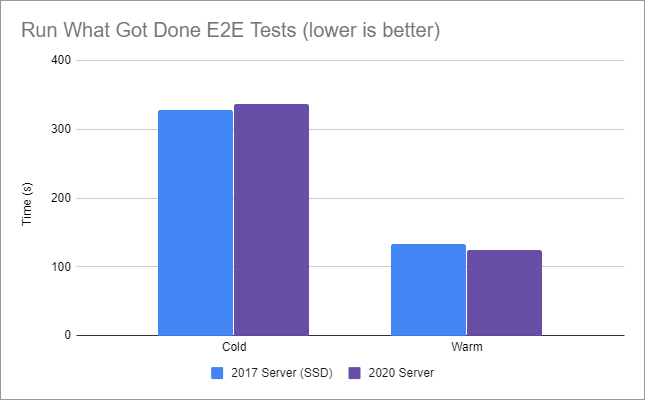 Run What Got Done E2E Tests (lower is better)
Time (s)
400
300
200
100
0
Cold
Warm
2017 Server (SSD)
2020 Server